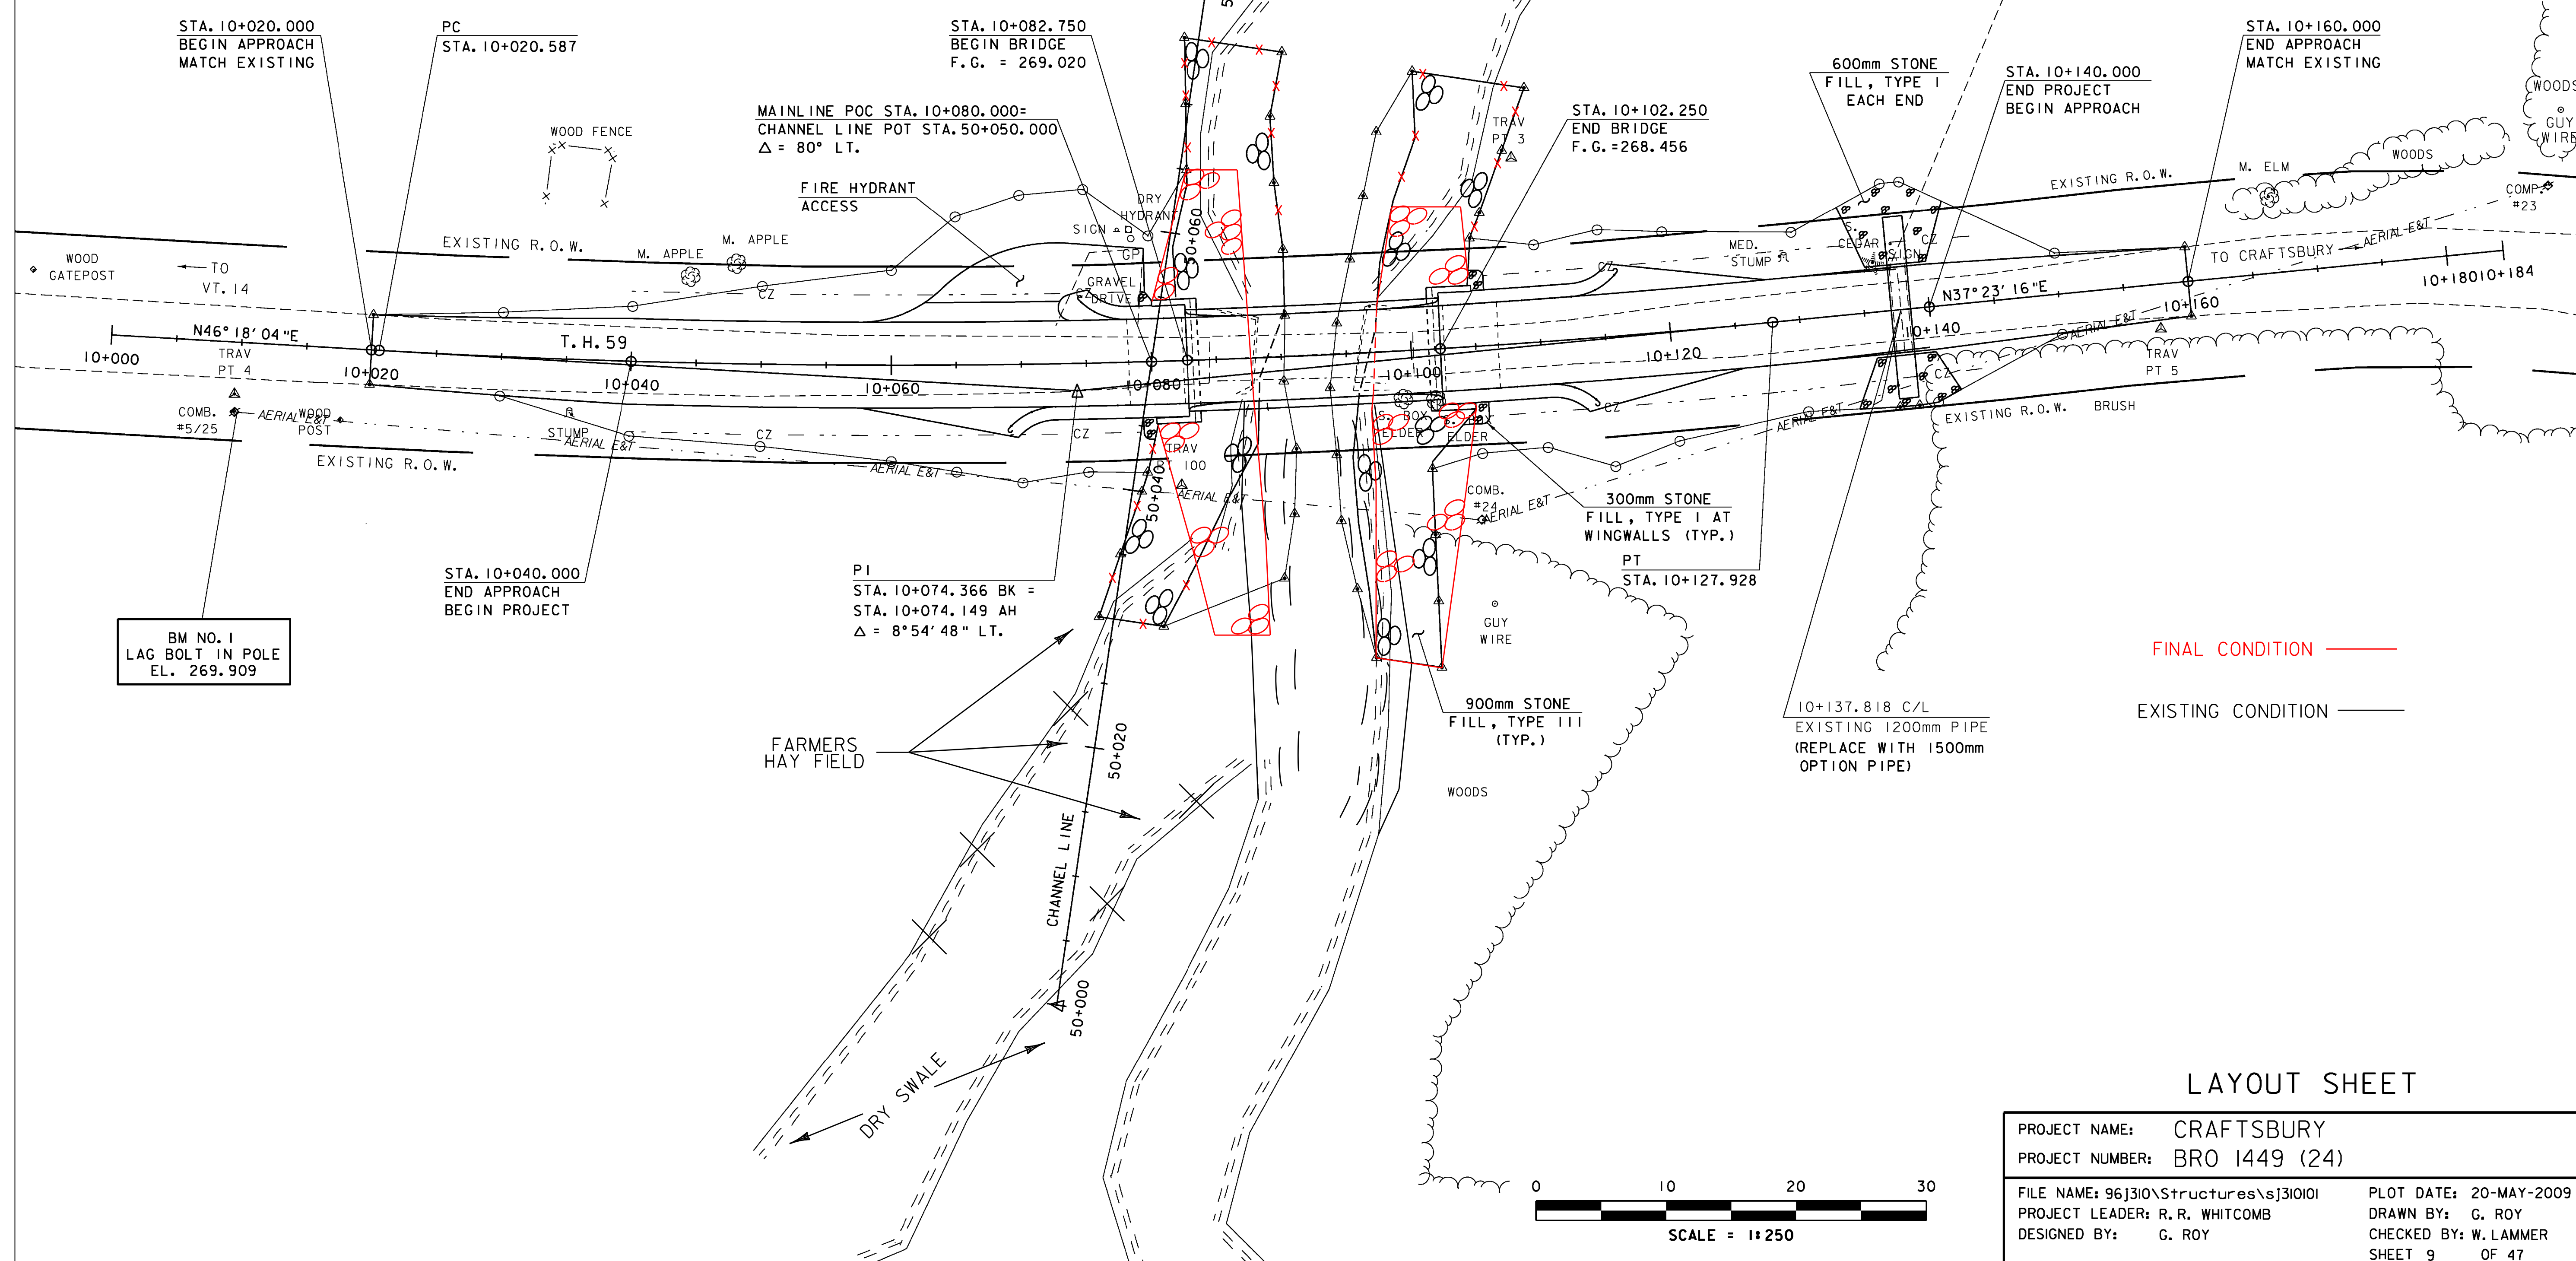 STA. 10+020.000
BEGIN APPROACH
MATCH EXISTING
PC
STA. 10+020.587
STA. 10+082.750
BEGIN BRIDGE
F.G. = 269.020
MAINLINE POC STA. 10+080.000=
CHANNEL LINE POT STA. 50+050.000
Δ = 80° LT.
FIRE HYDRANT
ACCESS
WOOD FENCE
600mm STONE
FILL, TYPE I
EACH END
STA. 10+140.000
END PROJECT
BEGIN APPROACH
STA. 10+160.000
END APPROACH
MATCH EXISTING
STA. 10+102.250
END BRIDGE
F.G.=268.456
TRAV
PT 3
WOODS
GUY
WIRE
WOODS
M. ELM
EXISTING R.O.W.
COMP.
#23
DRY
HYDRANT
SIGN
GP
GRAVEL
DRIVE
50+060
WOOD
GATEPOST
TO
VT. 14
EXISTING R.O.W.
M. APPLE
M. APPLE
CZ
CZ
MED.
STUMP
S.
CEDAR
SIGN
CZ
CZ
TO CRAFTSBURY
AERIAL E&T
10+180
10+184
N46° 18' 04"E
10+000
TRAV
PT 4
10+020
T. H. 59
10+040
10+060
10+080
10+100
10+120
10+140
N37° 23' 16"E
10+160
AERIAL E&T
TRAV
PT 5
COMB.
#5/25
AERIAL E&T
WOOD
POST
STUMP
AERIAL E&T
CZ
CZ
AERIAL E&T
EXISTING R.O.W.
TRAV
100
50+040
AERIAL E&T
S. BOX
ELDER
S. BOX
ELDER
CZ
CZ
AERIAL E&T
EXISTING R.O.W.
BRUSH
COMB.
#24
AERIAL E&T
300mm STONE
FILL, TYPE I AT
WINGWALLS (TYP.)
PT
STA. 10+127.928
STA. 10+040.000
END APPROACH
BEGIN PROJECT
PI
STA. 10+074.366 BK =
STA. 10+074.149 AH
Δ = 8°54'48" LT.
BM NO. 1
LAG BOLT IN POLE
EL. 269.909
GUY
WIRE
FINAL CONDITION
EXISTING CONDITION
900mm STONE
FILL, TYPE III
(TYP.)
10+137.818 C/L
EXISTING 1200mm PIPE
(REPLACE WITH 1500mm
OPTION PIPE)
FARMERS
HAY FIELD
50+020
WOODS
CHANNEL LINE
50+000
DRY SWALE
LAYOUT SHEET
PROJECT NAME: CRAFTSBURY
PROJECT NUMBER: BRO 1449 (24)
FILE NAME: 96j310\Structures\sj310101
PLOT DATE: 20-MAY-2009
PROJECT LEADER: R. R. WHITCOMB
DRAWN BY: G. ROY
DESIGNED BY: G. ROY
CHECKED BY: W. LAMMER
SHEET 9 OF 47
0 10 20 30
SCALE = 1:250